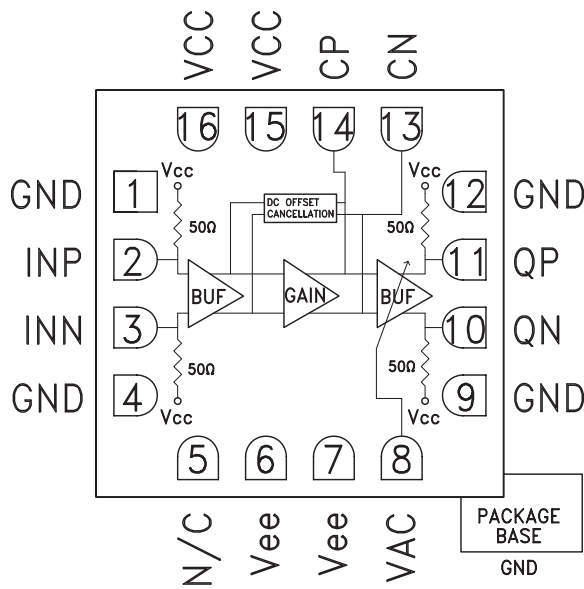 VCC VCC CP CN
16 15 14 13
GND 1 Vcc DC OFFSET CANCELLATION Vcc 12 GND
50Ω 50Ω
INP 2 11 QP
BUF GAIN BUF
INN 3 10 QN
50Ω 50Ω
GND 4 Vcc Vcc 9 GND
5 6 7 8
N/C Vee Vee VAC
PACKAGE
BASE
GND